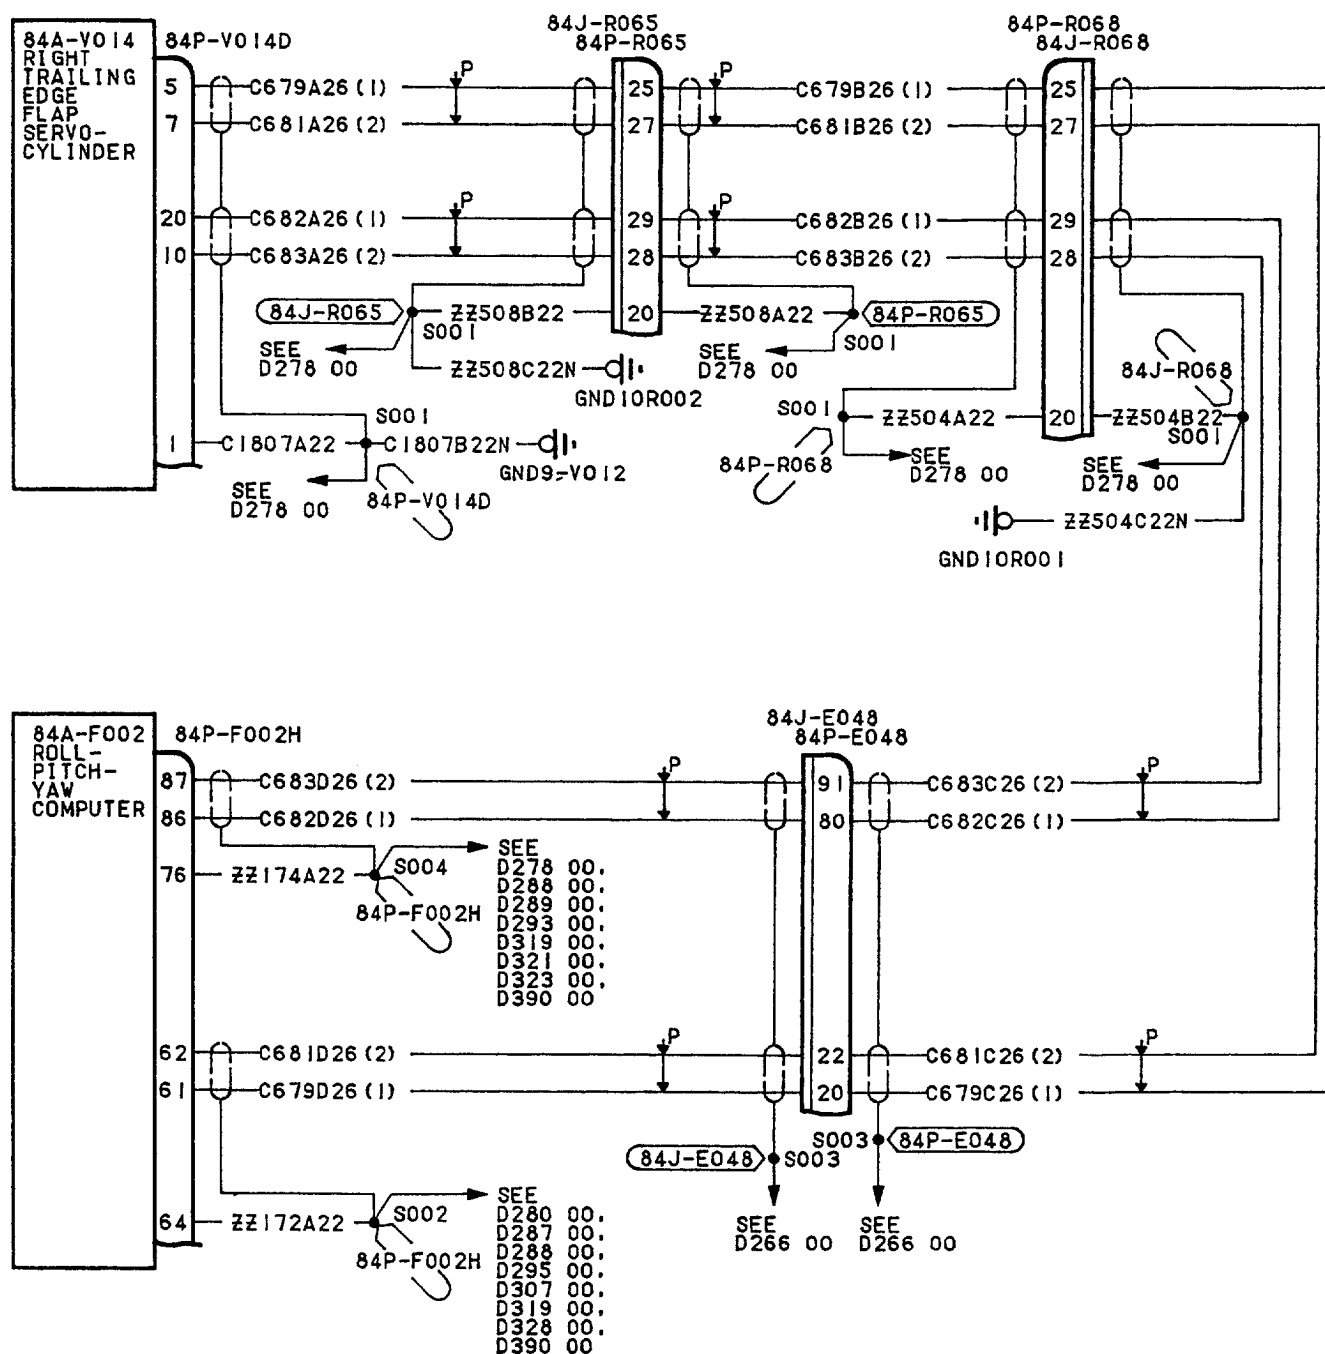 84J-R065
84P-R065
84P-R068
84J-R068
84A-V014
RIGHT
TRAILING
EDGE
FLAP
SERVO-
CYLINDER
84P-V014D
5 C679A26(1) P 25 P C679B26(1) 25
7 C681A26(2) 27 C681B26(2) 27
20 C682A26(1) P 29 P C682B26(1) 29
10 C683A26(2) 28 C683B26(2) 28
84J-R065 ZZ508B22 20 ZZ508A22 84P-R065
S001 S001
SEE
D278 00
SEE
D278 00
ZZ508C22N
GND10R002
84J-R068
S001 ZZ504A22 20 ZZ504B22
S001
84P-R068
SEE
D278 00
SEE
D278 00
S001
1 C1807A22 C1807B22N
GND9-V012
SEE
D278 00
84P-V014D
ZZ504C22N
GND10R001
84A-F002
ROLL-
PITCH-
YAW
COMPUTER
84P-F002H
84J-E048
84P-E048
87 C683D26(2) P 91 C683C26(2) P
86 C682D26(1) 80 C682C26(1)
76 ZZ174A22 S004
84P-F002H
SEE
D278 00,
D288 00,
D289 00,
D293 00,
D319 00,
D321 00,
D323 00,
D390 00
62 C681D26(2) P 22 C681C26(2) P
61 C679D26(1) 20 C679C26(1)
S003 84P-E048
84J-E048 S003
64 ZZ172A22 S002
84P-F002H
SEE
D280 00,
D287 00,
D288 00,
D295 00,
D307 00,
D319 00,
D328 00,
D390 00
SEE
D266 00
SEE
D266 00